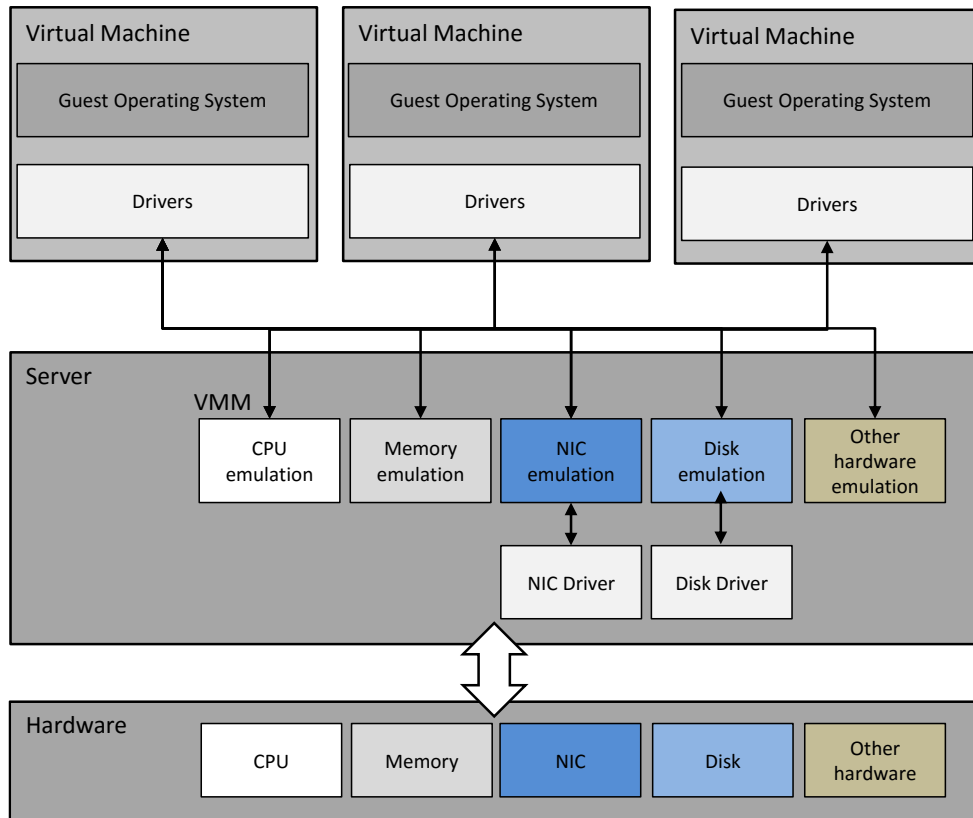 Virtual Machine
Virtual Machine
Virtual Machine
Guest Operating System
Guest Operating System
Guest Operating System
Drivers
Drivers
Drivers
Server
VMM
CPU
emulation
Memory
emulation
NIC
emulation
Disk
emulation
Other
hardware
emulation
NIC Driver
Disk Driver
Hardware
CPU
Memory
NIC
Disk
Other
hardware